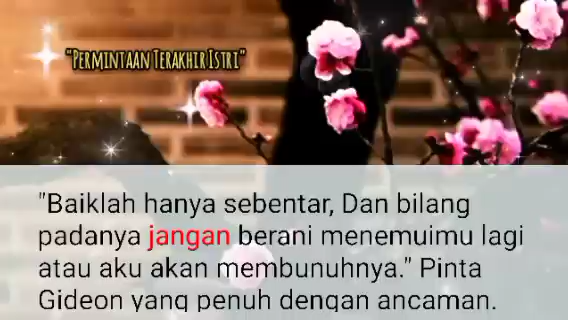 "Permintaan Terakhir Istri"
"Baiklah hanya sebentar, Dan bilang
padanya jangan berani menemuimu lagi
atau aku akan membunuhnya." Pinta
Gideon yang penuh dengan ancaman.